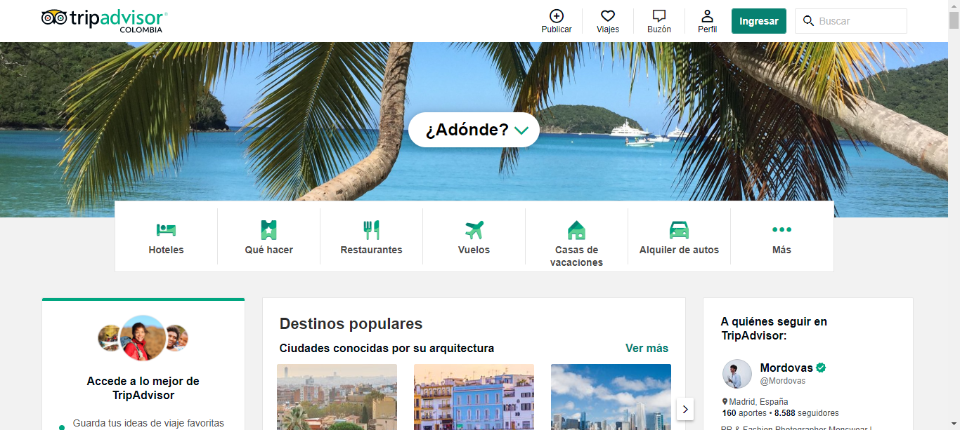 tripadvisor
COLOMBIA
Publicar
Viajes
Buzón
Perfil
Ingresar
Buscar
¿Adónde?
Hoteles
Qué hacer
Restaurantes
Vuelos
Casas de
vacaciones
Alquiler de autos
Más
Accede a lo mejor de
TripAdvisor
Guarda tus ideas de viaje favoritas
Destinos populares
Ciudades conocidas por su arquitectura
Ver más
A quiénes seguir en
TripAdvisor:
Mordovas
@Mordovas
Madrid, España
160 aportes • 8.588 seguidores
PR & Fashion Photographer Menswear |